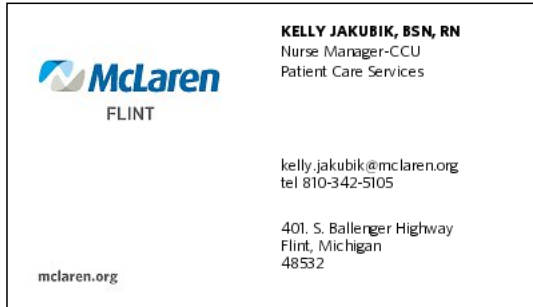 McLaren
FLINT
mclaren.org
KELLY JAKUBIK, BSN, RN
Nurse Manager-CCU
Patient Care Services
kelly.jakubik@mclaren.org
tel 810-342-5105
401. S. Ballenger Highway
Flint, Michigan
48532